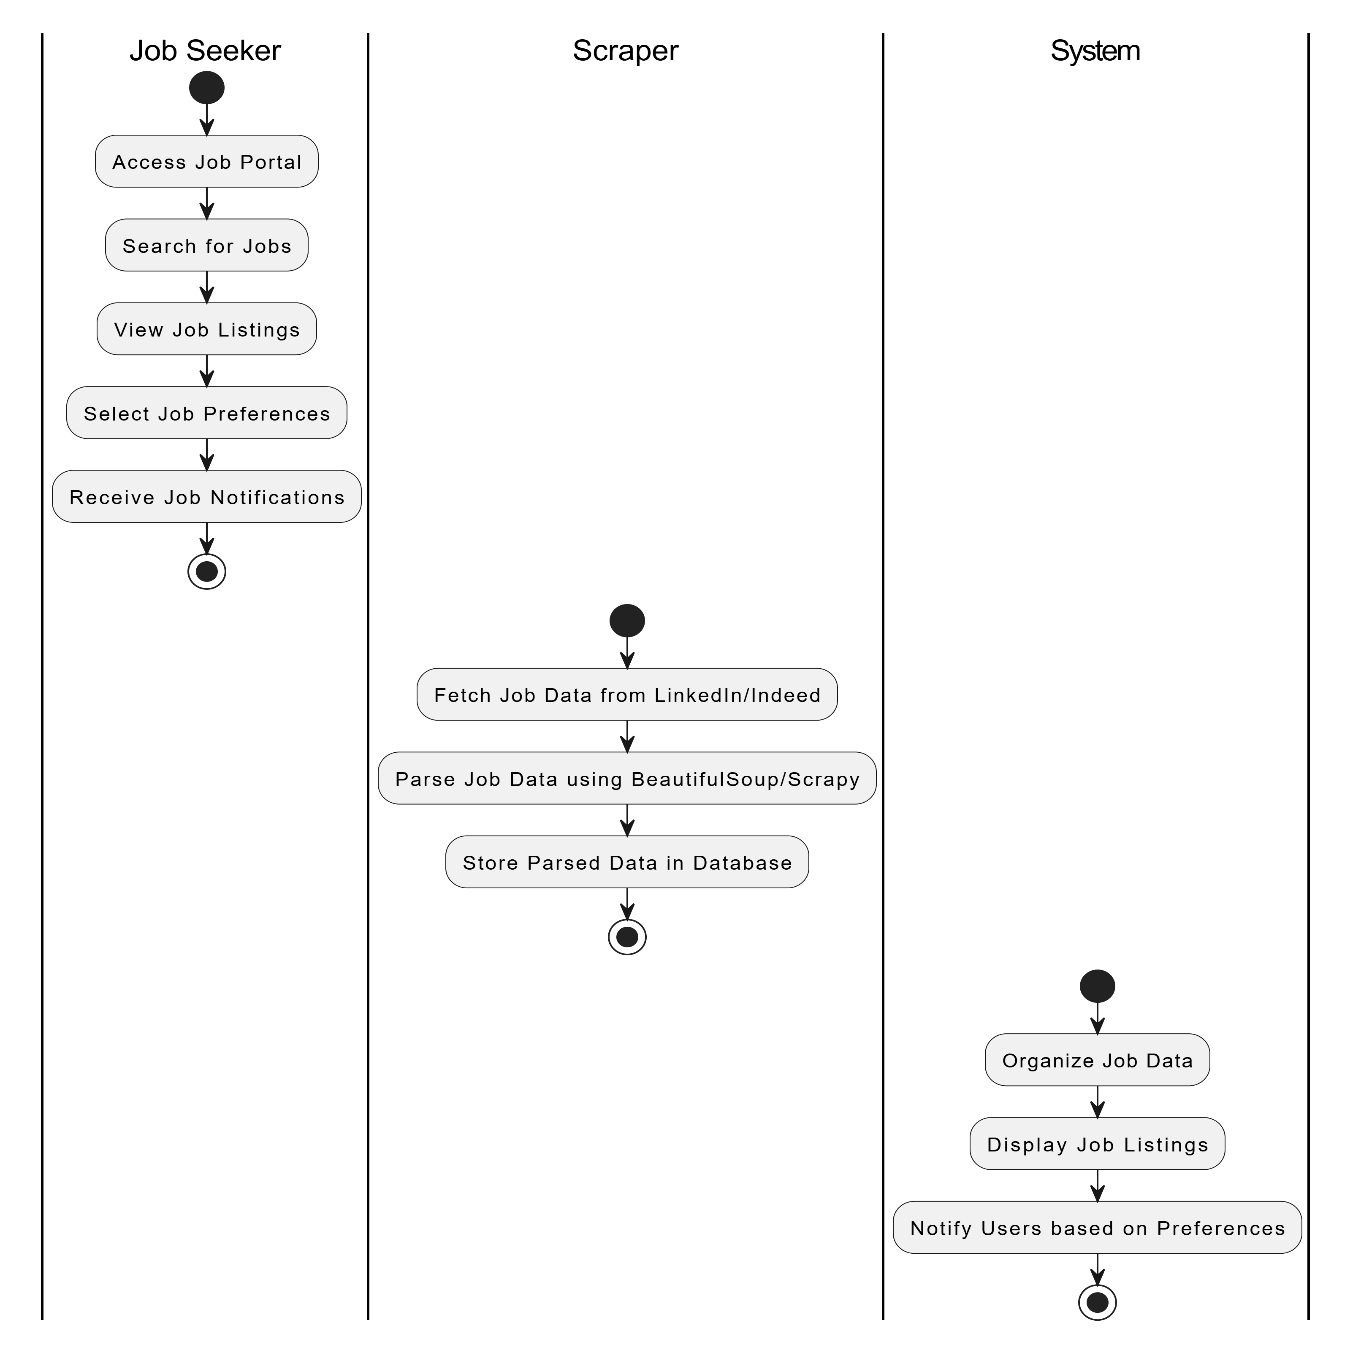 Job Seeker
Scraper
System
Access Job Portal
Search for Jobs
View Job Listings
Select Job Preferences
Receive Job Notifications
Fetch Job Data from LinkedIn/Indeed
Parse Job Data using BeautifulSoup/Scrapy
Store Parsed Data in Database
Organize Job Data
Display Job Listings
Notify Users based on Preferences